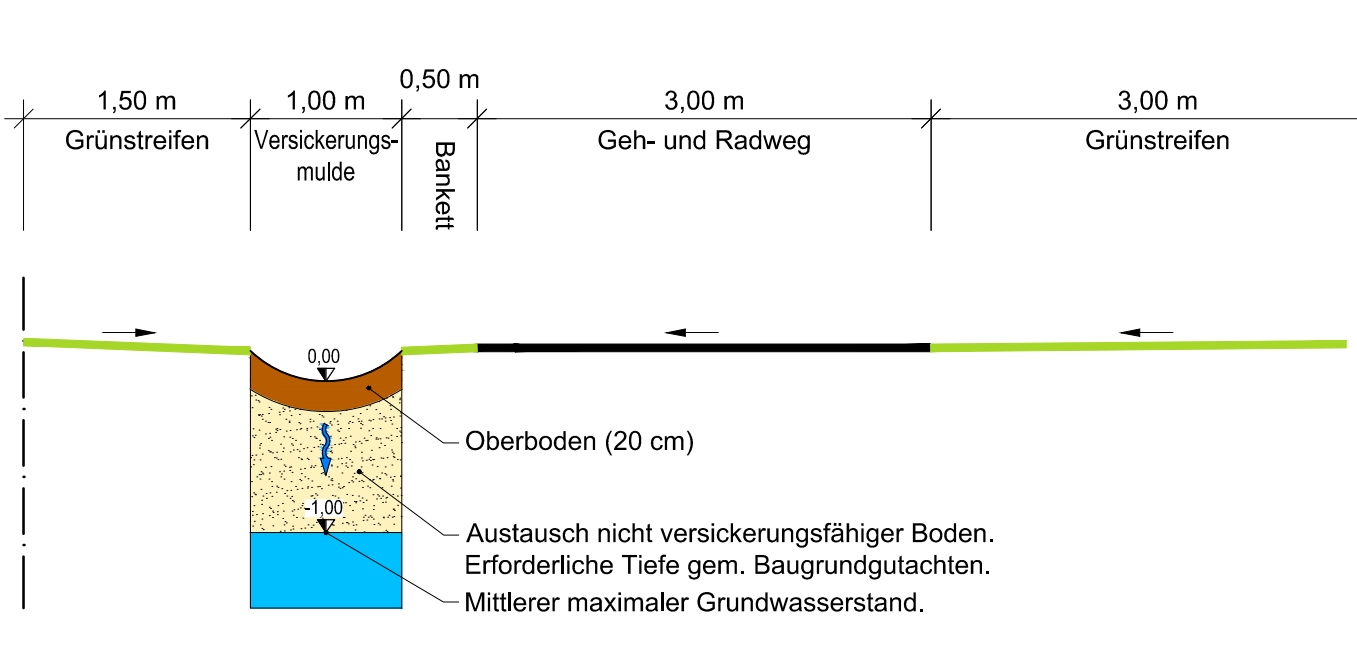 0,50 m
1,50 m
1,00 m
3,00 m
3,00 m
Grünstreifen
Versickerungs-
mulde
Bankett
Geh- und Radweg
Grünstreifen
0,00
Oberboden (20 cm)
-1,00
Austausch nicht versickerungsfähiger Boden.
Erforderliche Tiefe gem. Baugrundgutachten.
Mittlerer maximaler Grundwasserstand.